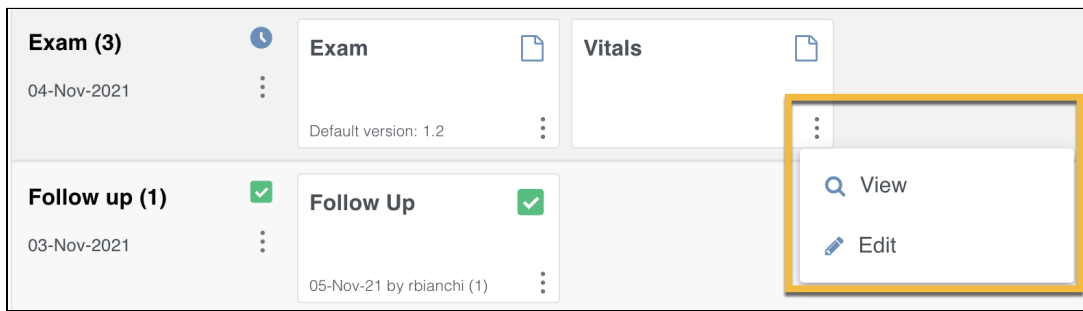 Exam (3)
04-Nov-2021
Exam
Default version: 1.2
Vitals
View
Edit
Follow up (1)
03-Nov-2021
Follow Up
05-Nov-21 by rbianchi (1)